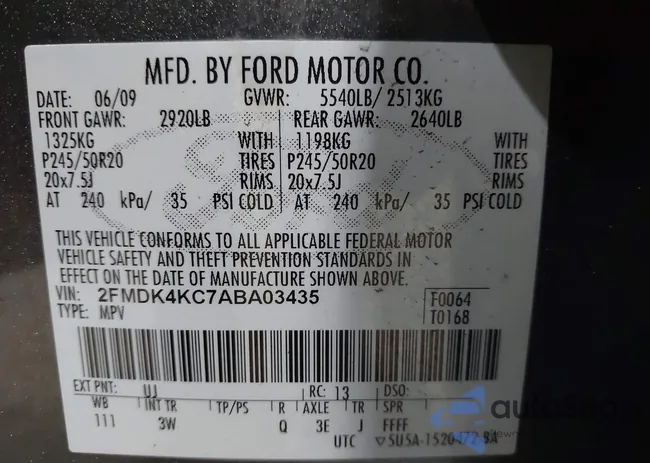 MFD. BY FORD MOTOR CO.
DATE: 06/09 GVWR: 5540LB/ 2513KG
FRONT GAWR: 2920LB REAR GAWR: 2640LB
1325KG WITH 1198KG WITH
P245/50R20 TIRES P245/50R20 TIRES
20x7.5J RIMS 20x7.5J RIMS
AT 240 kPa/ 35 PSI COLD AT 240 kPa/ 35 PSI COLD
THIS VEHICLE CONFORMS TO ALL APPLICABLE FEDERAL MOTOR
VEHICLE SAFETY AND THEFT PREVENTION STANDARDS IN
EFFECT ON THE DATE OF MANUFACTURE SHOWN ABOVE.
VIN: 2FMDK4KC7ABA03435 F0064
TYPE: MPV T0168
EXT PNT: UJ RC: 13 DSO:
WB INT TR TP/PS R AXLE TR SPR
111 3W Q 3E J FFFF
UTC ▽5U5A-1520472-BA